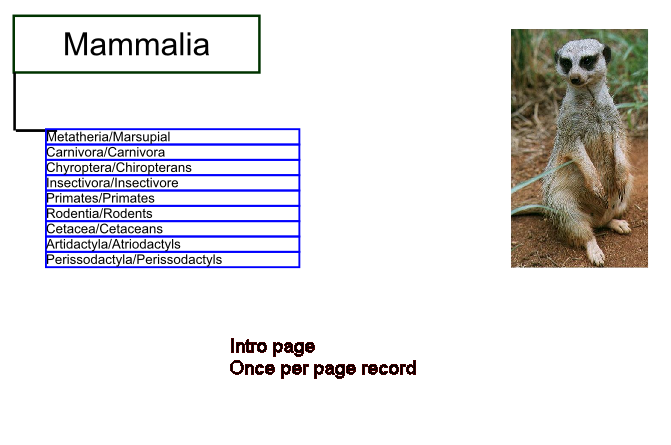 Mammalia
Metatheria/Marsupial
Carnivora/Carnivora
Chyroptera/Chiropterans
Insectivora/Insectivore
Primates/Primates
Rodentia/Rodents
Cetacea/Cetaceans
Artidactyla/Atriodactyls
Perissodactyla/Perissodactyls
Intro page
Once per page record